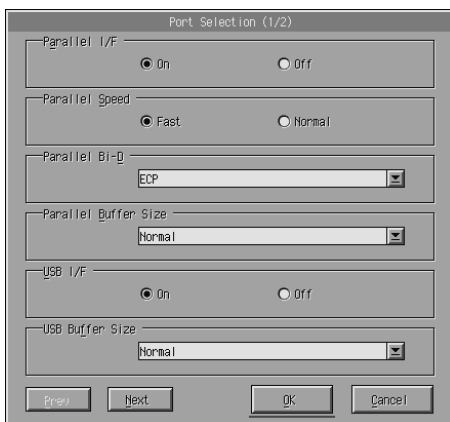 Port Selection (1/2)
Parallel I/F
On Off
Parallel Speed
Fast Normal
Parallel Bi-D
ECP
Parallel Buffer Size
Normal
USB I/F
On Off
USB Buffer Size
Normal
Prev Next OK Cancel